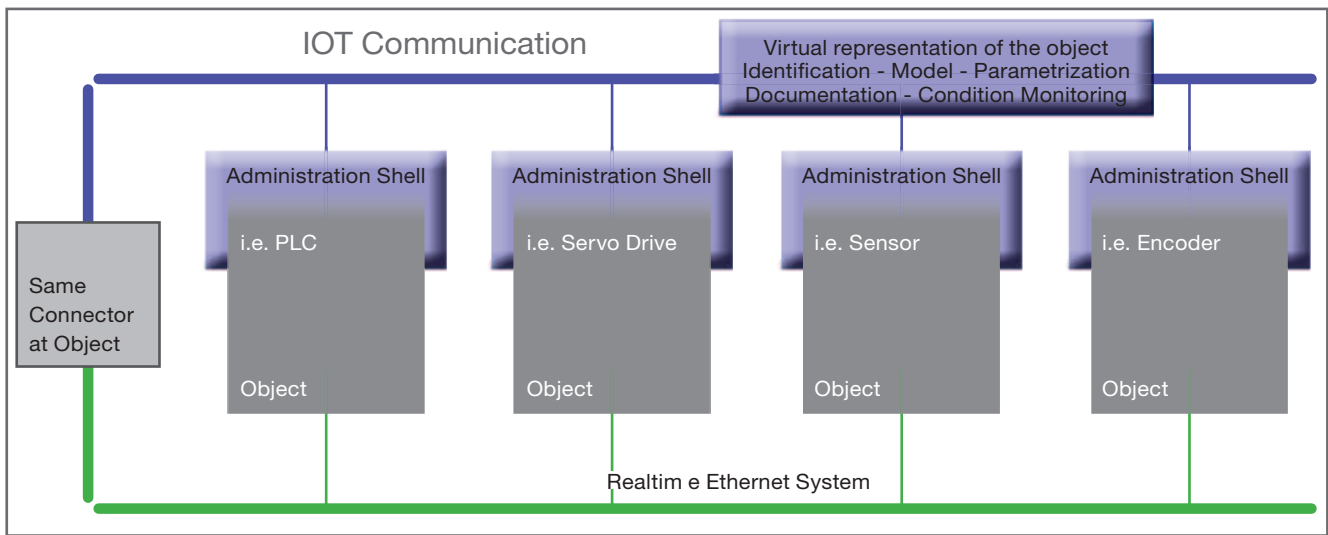 IOT Communication
Virtual representation of the object
Identification - Model - Parametrization
Documentation - Condition Monitoring
Administration Shell
i.e. PLC
Object
Administration Shell
i.e. Servo Drive
Object
Administration Shell
i.e. Sensor
Object
Administration Shell
i.e. Encoder
Object
Same
Connector
at Object
Realtim e Ethernet System